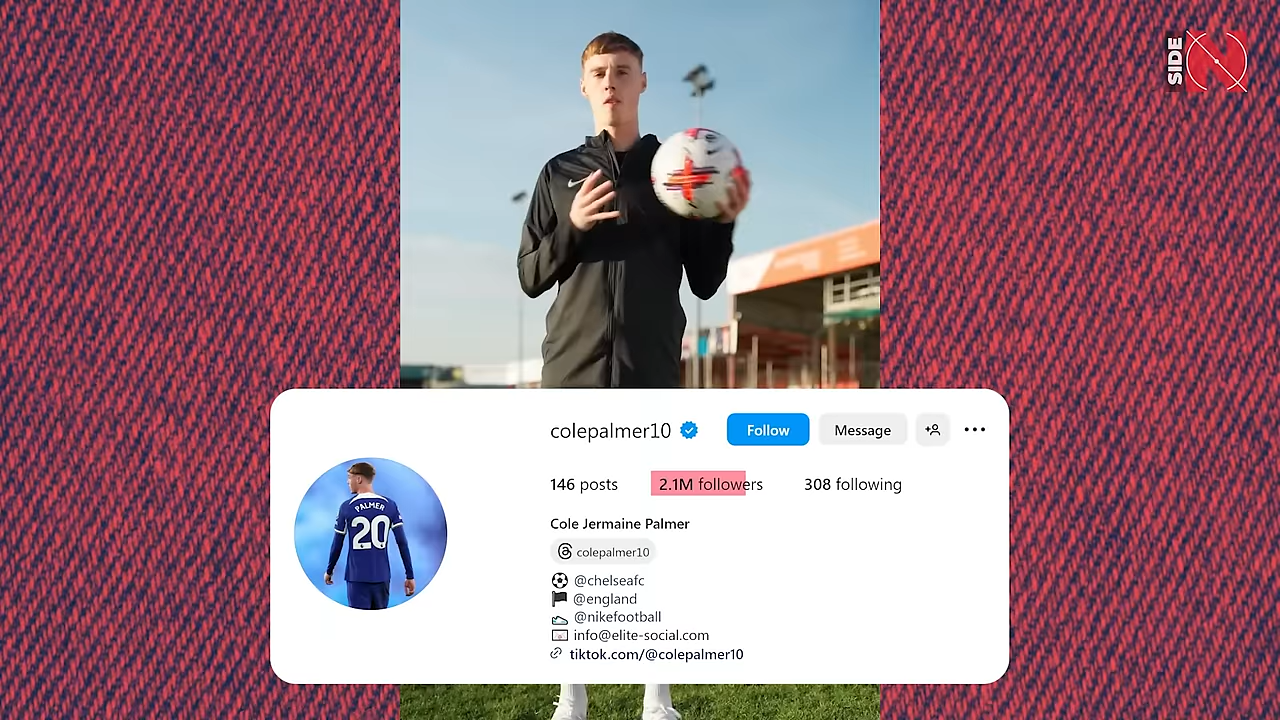 SIDE
colepalmer10
Follow
Message
146 posts
2.1M followers
308 following
Cole Jermaine Palmer
colepalmer10
@chelseafc
@england
@nikefootball
info@elite-social.com
tiktok.com/@colepalmer10
PALMER
20